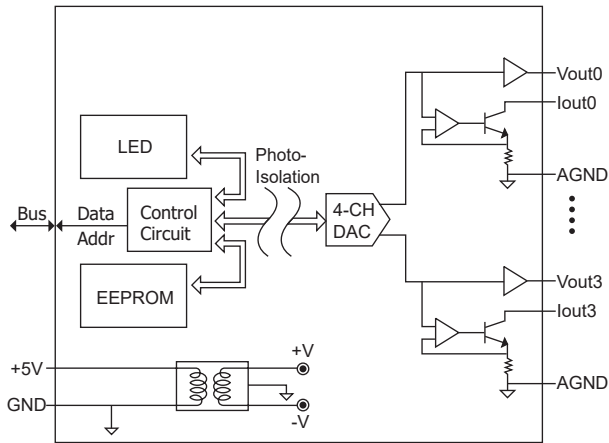 Vout0
Iout0
LED
Photo-
Isolation
AGND
Bus
Data
Addr
Control
Circuit
4-CH
DAC
EEPROM
Vout3
Iout3
+5V
+V
AGND
GND
-V